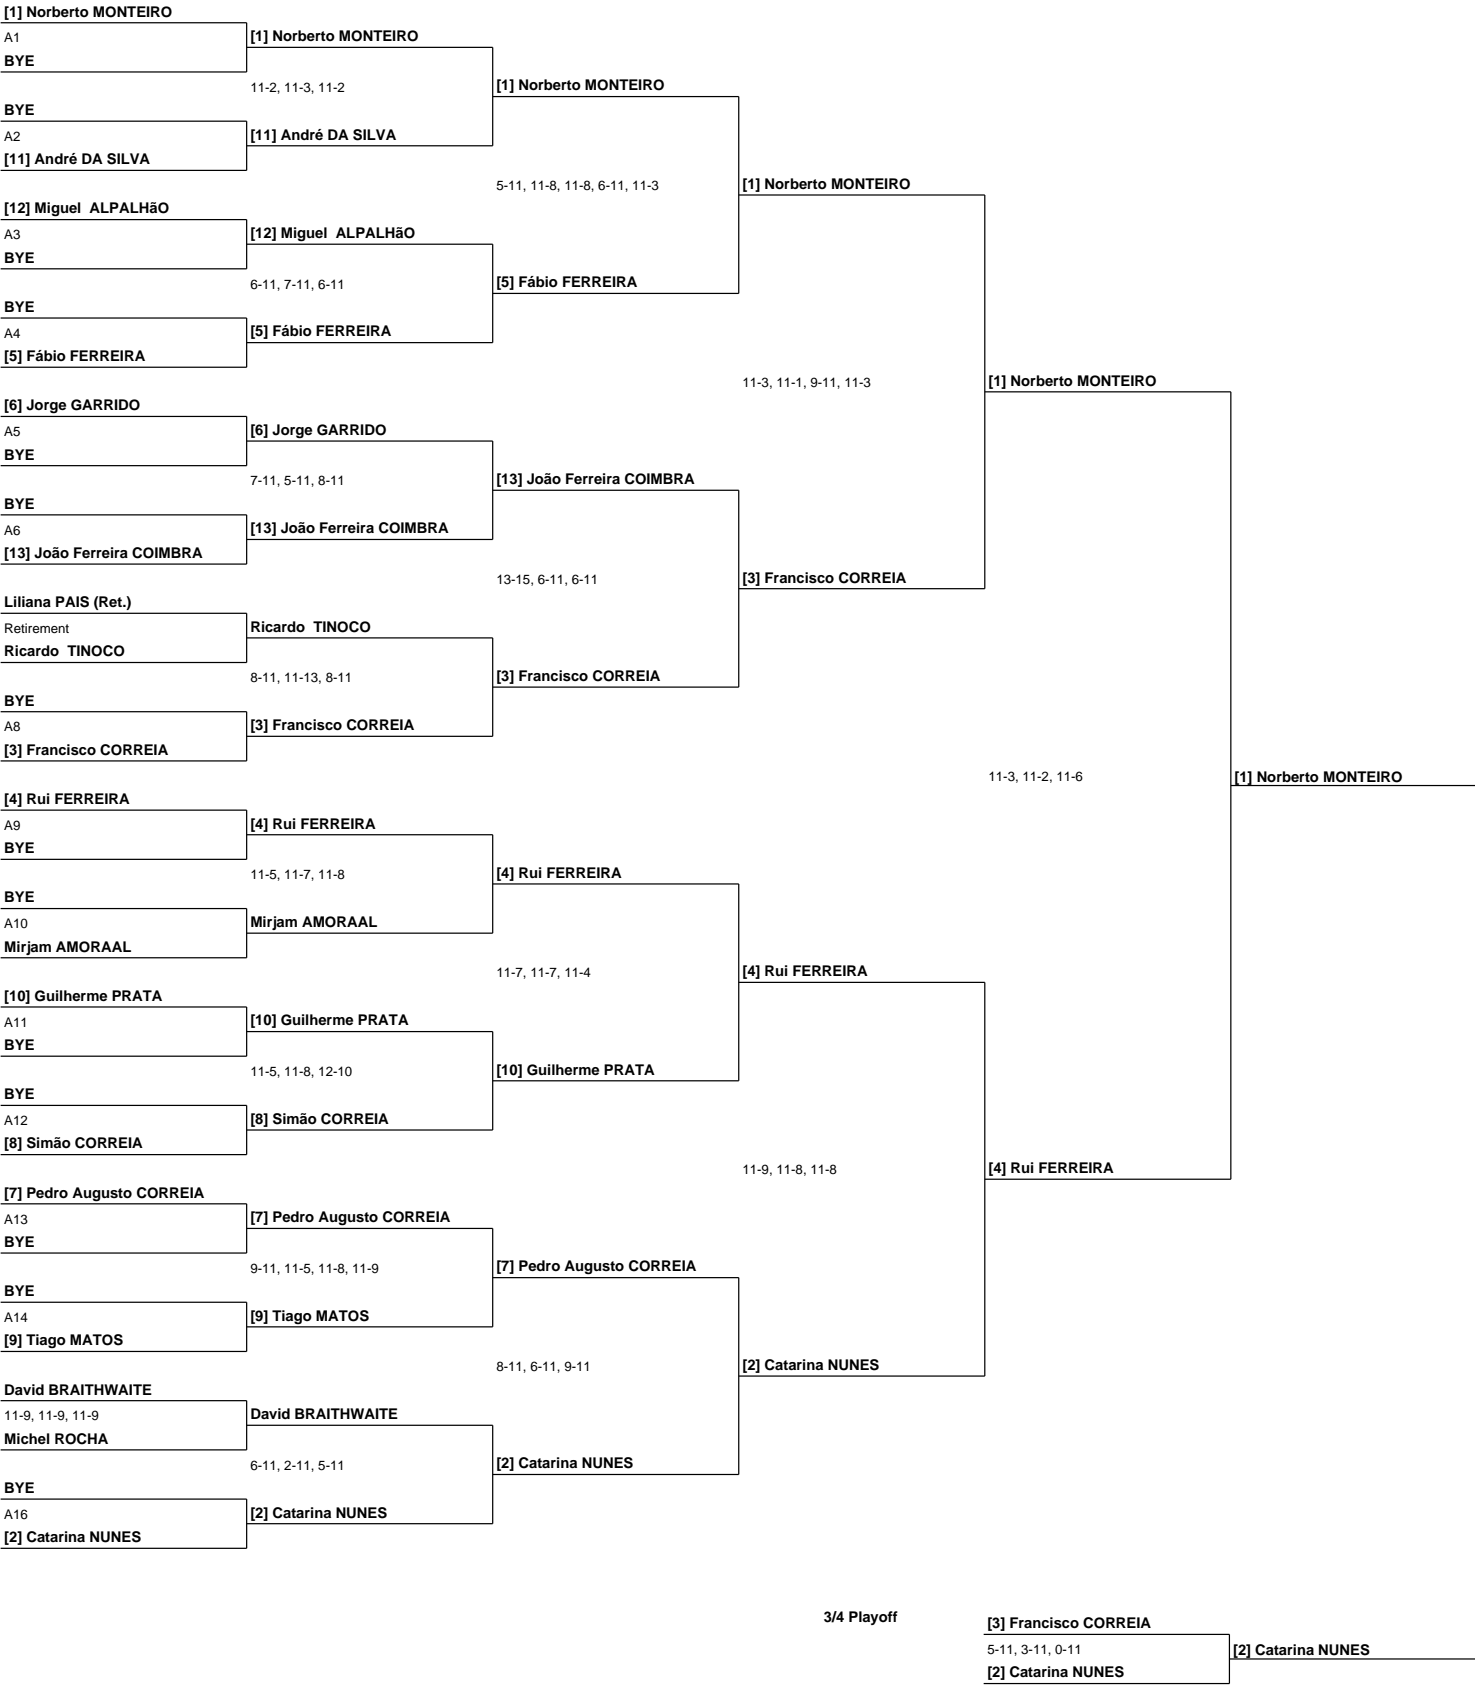 [1] Norberto MONTEIRO
A1
BYE
BYE
A2
[11] André DA SILVA
[12] Miguel  ALPALHãO
A3
BYE
BYE
A4
[5] Fábio FERREIRA
[6] Jorge GARRIDO
A5
BYE
BYE
A6
[13] João Ferreira COIMBRA
Liliana PAIS (Ret.)
Retirement
Ricardo  TINOCO
BYE
A8
[3] Francisco CORREIA
[4] Rui FERREIRA
A9
BYE
BYE
A10
Mirjam AMORAAL
[10] Guilherme PRATA
A11
BYE
BYE
A12
[8] Simão CORREIA
[7] Pedro Augusto CORREIA
A13
BYE
BYE
A14
[9] Tiago MATOS
David BRAITHWAITE
11-9, 11-9, 11-9
Michel ROCHA
BYE
A16
[2] Catarina NUNES
[1] Norberto MONTEIRO
11-2, 11-3, 11-2
[11] André DA SILVA
[12] Miguel  ALPALHãO
6-11, 7-11, 6-11
[5] Fábio FERREIRA
[6] Jorge GARRIDO
7-11, 5-11, 8-11
[13] João Ferreira COIMBRA
Ricardo  TINOCO
8-11, 11-13, 8-11
[3] Francisco CORREIA
[4] Rui FERREIRA
11-5, 11-7, 11-8
Mirjam AMORAAL
[10] Guilherme PRATA
11-5, 11-8, 12-10
[8] Simão CORREIA
[7] Pedro Augusto CORREIA
9-11, 11-5, 11-8, 11-9
[9] Tiago MATOS
David BRAITHWAITE
6-11, 2-11, 5-11
[2] Catarina NUNES
[1] Norberto MONTEIRO
5-11, 11-8, 11-8, 6-11, 11-3
[5] Fábio FERREIRA
[13] João Ferreira COIMBRA
13-15, 6-11, 6-11
[3] Francisco CORREIA
[4] Rui FERREIRA
11-7, 11-7, 11-4
[10] Guilherme PRATA
[7] Pedro Augusto CORREIA
8-11, 6-11, 9-11
[2] Catarina NUNES
[1] Norberto MONTEIRO
11-3, 11-1, 9-11, 11-3
[3] Francisco CORREIA
[4] Rui FERREIRA
11-9, 11-8, 11-8
[2] Catarina NUNES
[1] Norberto MONTEIRO
11-3, 11-2, 11-6
[4] Rui FERREIRA
[1] Norberto MONTEIRO
3/4 Playoff
[3] Francisco CORREIA
5-11, 3-11, 0-11
[2] Catarina NUNES
[2] Catarina NUNES